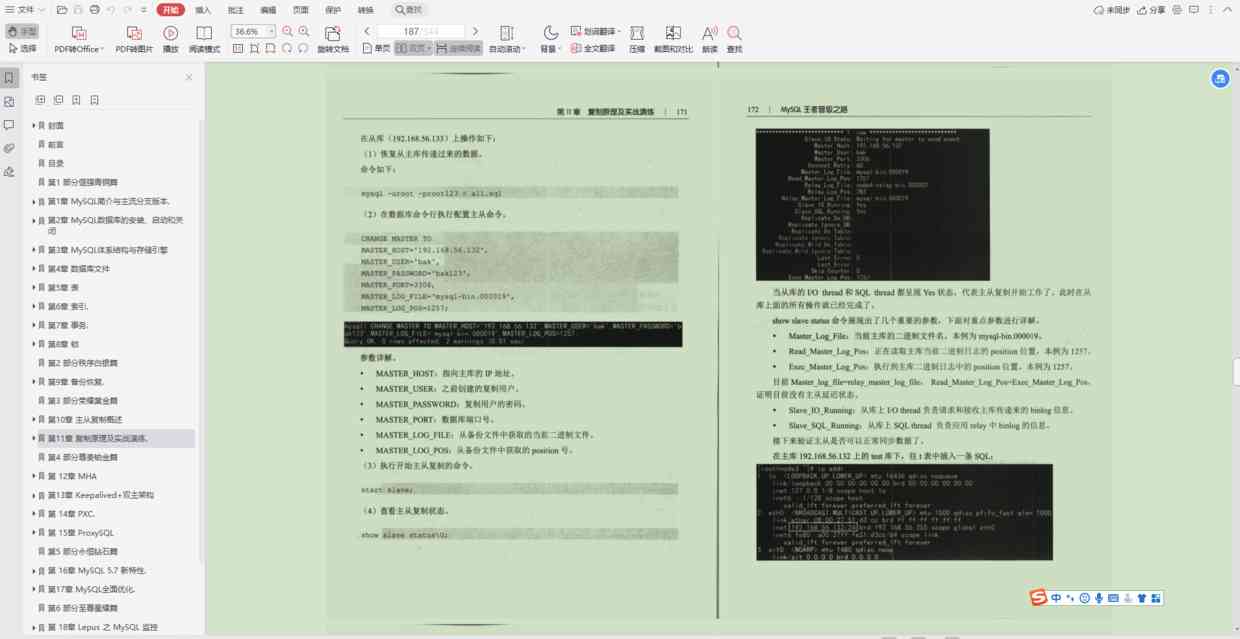 文件
开始
插入
批注
编辑
页面
保护
转换
查找
未同步
分享
手型
选择
PDF转Office
PDF转图片
播放
阅读模式
36.6%
旋转文档
187
单页
双页
连续阅读
自动滚动
背景
划词翻译
全文翻译
压缩
截图和对比
朗读
查找
书签
封面
前言
目录
第1 部分倔强青铜篇
第1章 MySQL简介与主流分支版本.
第2章 MySQL数据库的安装、启动和关
闭
第3章 MySQL体系结构与存储引擎
第4章 数据库文件
第5章 表
第6章 索引.
第7章 事务.
第8章 锁
第2 部分秩序白银篇
第9章 备份恢复.
第3 部分荣耀黄金篇
第10章 主从复制概述
第11章 复制原理及实战演练.
第4 部分尊贵铂金篇
第 12章 MHA
第13章 Keepalived+双主架构
第 14章 PXC.
第 15章 ProxySQL
第5 部分永恒钻石篇
第 16章 MySQL 5.7 新特性.
第17章 MySQL全面优化.
第6 部分至尊星耀篇
第 18章 Lepus 之 MySQL 监控
第 11 章 复制原理及实战演练 | 171
在从库（192.168.56.133）上操作如下：
（1）恢复从主库传递过来的数据。
命令如下：
mysql -uroot -proot123 < all.sql
（2）在数据库命令行执行配置主从命令。
CHANGE MASTER TO
MASTER_HOST='192.168.56.132',
MASTER_USER='bak',
MASTER_PASSWORD='bak123',
MASTER_PORT=3306,
MASTER_LOG_FILE='mysql-bin.000019',
MASTER_LOG_POS=1257;
参数详解。
• MASTER_HOST：指向主库的 IP 地址。
• MASTER_USER：之前创建的复制用户。
• MASTER_PASSWORD：复制用户的密码。
• MASTER_PORT：数据库端口号。
• MASTER_LOG_FILE：从备份文件中获取的当前二进制文件。
• MASTER_LOG_POS：从备份文件中获取的 position 号。
（3）执行开始主从复制的命令。
start slave;
（4）查看主从复制状态。
show slave status\G;
172 | MySQL 王者晋级之路
Slave_IO_State: Waiting for master to send event
Master_User: bak
Master_Port: 3306
Connect_Retry: 60
Master_Log_File: mysql-bin.000019
Read_Master_Log_Pos: 1257
Relay_Master_Log_File: mysql-bin.000019
Slave_IO_Running: Yes
Slave_SQL_Running: Yes
Replicate_Do_DB:
Replicate_Ignore_DB:
Replicate_Do_Table:
Replicate_Ignore_Table:
Replicate_Wild_Do_Table:
Replicate_Wild_Ignore_Table:
Last_Errno: 0
Last_Error:
Skip_Counter: 0
Exec_Master_Log_Pos: 1257
当从库的 I/O thread 和 SQL thread 都呈现 Yes 状态，代表主从复制开始工作了。此时在从
库上面的所有操作就已经完成了。
show slave status 命令展现出了几个重要的参数，下面对重点参数进行详解。
• Master_Log_File：当前主库的二进制文件名，本例为 mysql-bin.000019。
• Read_Master_Log_Pos：正在读取主库当前二进制日志的 position 位置，本例为 1257。
• Exec_Master_Log_Pos：执行到主库二进制日志中的 position 位置，本例为 1257。
目前 Master_log_file=relay_master_log_file， Read_Master_Log_Pos=Exec_Master_Log_Pos，
证明目前没有主从延迟状态。
• Slave_IO_Running：从库上 I/O thread 负责请求和接收主库传递来的 binlog 信息。
• Slave_SQL_Running：从库上 SQL thread 负责应用 relay 中 binlog 的信息。
接下来验证主从是否可以正常同步数据了。
在主库 192.168.56.132 上的 test 库下，往 t 表中插入一条 SQL：
中